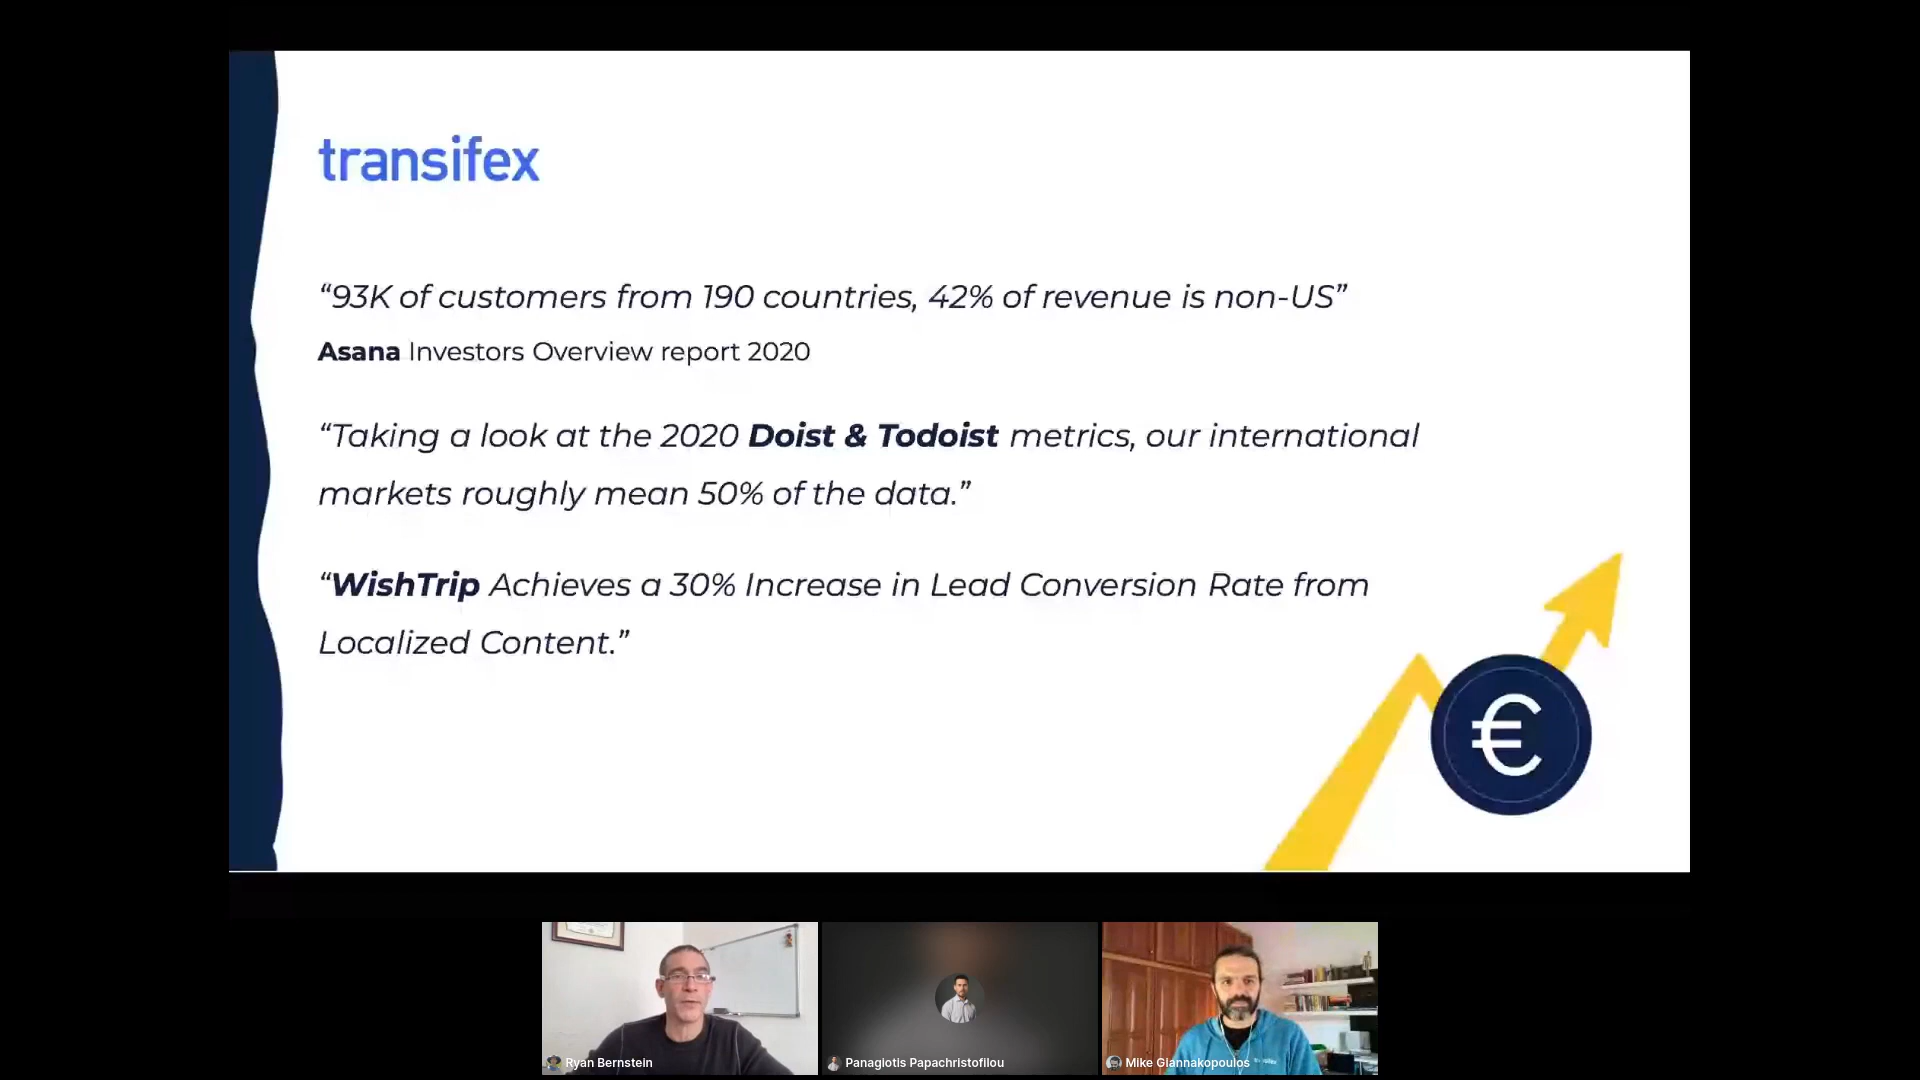 transifex
“93K of customers from 190 countries, 42% of revenue is non-US”
Asana Investors Overview report 2020
“Taking a look at the 2020 Doist & Todoist metrics, our international
markets roughly mean 50% of the data.”
“WishTrip Achieves a 30% Increase in Lead Conversion Rate from
Localized Content.”
€
Ryan Bernstein
Panagiotis Papachristofilou
Mike Giannakopoulos